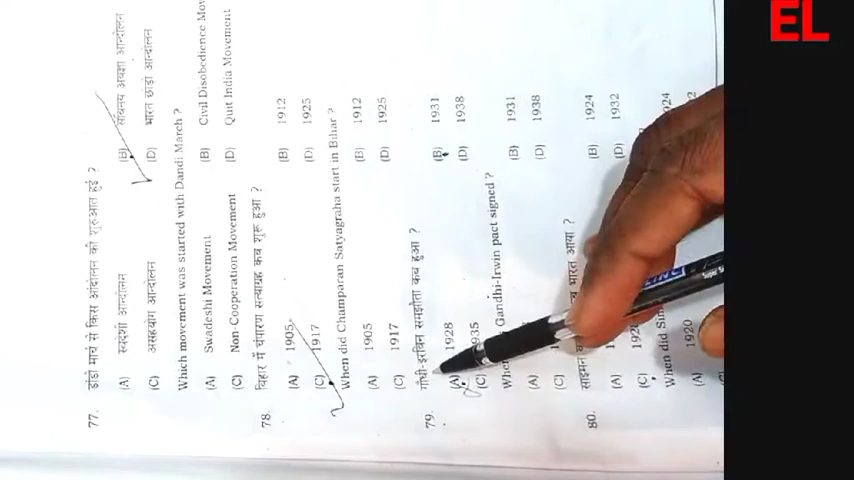 EL
77. डांडी मार्च से किस आंदोलन की शुरुआत हुई ?
(A) स्वदेशी आन्दोलन (B) सविनय अवज्ञा आन्दोलन
(C) असहयोग आन्दोलन (D) भारत छोड़ो आन्दोलन
Which movement was started with Dandi March ?
(A) Swadeshi Movement (B) Civil Disobedience Mov
(C) Non-Cooperation Movement (D) Quit India Movement
78. बिहार में चंपारण सत्याग्रह कब शुरू हुआ ?
(A) 1905 (B) 1912
(C) 1917 (D) 1925
When did Champaran Satyagraha start in Bihar ?
(A) 1905 (B) 1912
(C) 1917 (D) 1925
79. गाँधी-इरविन समझौता कब हुआ ?
(A) 1928 (B) 1931
(C) 1935 (D) 1938
When Gandhi-Irwin pact signed ?
(A) (B) 1931
(C) (D) 1938
80. साइमन भारत आया ?
(A) (B) 1924
(C) (D) 1932
When did
(A) 1920